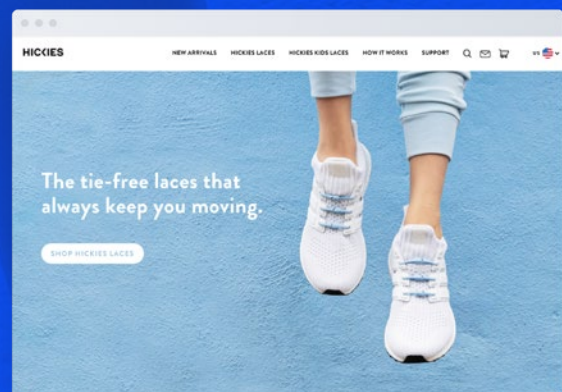 HICKIES
NEW ARRIVALS HICKIES LACES HICKIES KIDS LACES HOW IT WORKS SUPPORT US
The tie-free laces that
always keep you moving.
SHOP HICKIES LACES